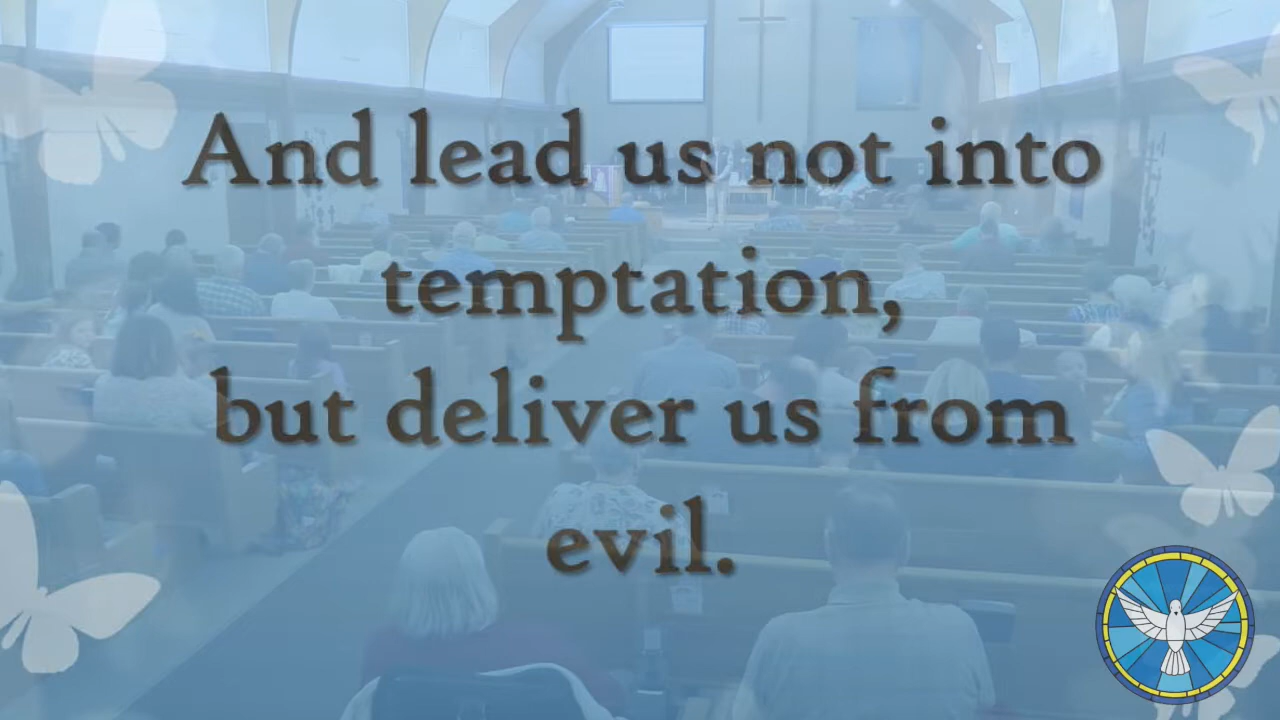 And lead us not into
temptation,
but deliver us from
evil.